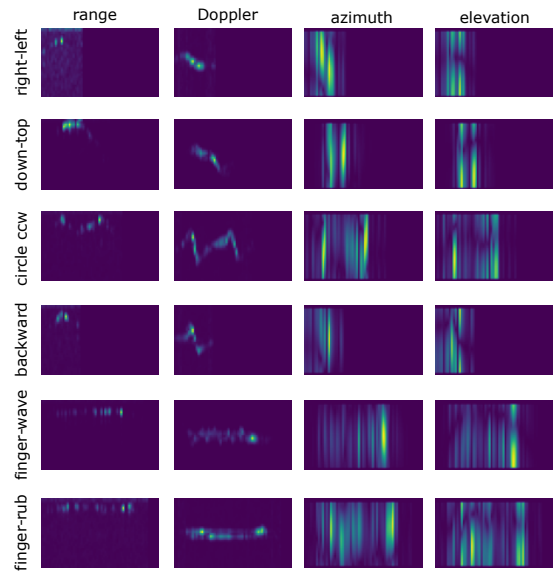 range
Doppler
azimuth
elevation
right-left
down-top
circle ccw
backward
finger-wave
finger-rub